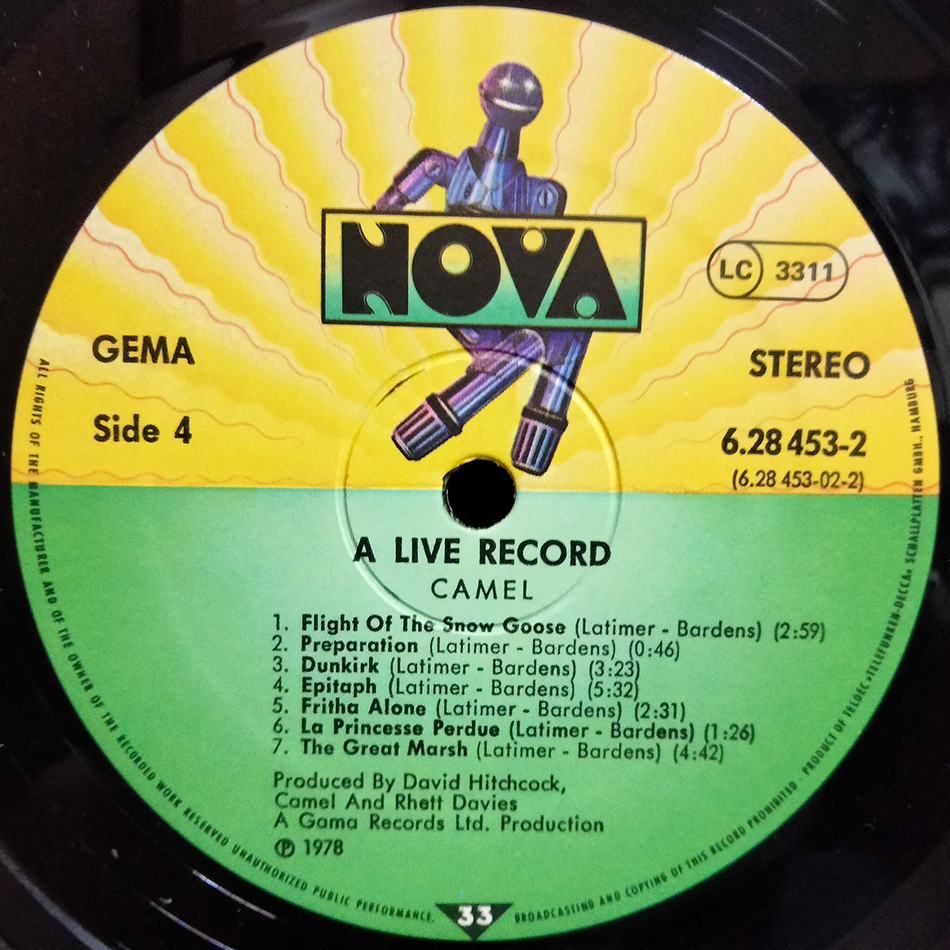 NOVA
LC 3311
GEMA
STEREO
Side 4
6.28 453-2
(6.28 453-02-2)
A LIVE RECORD
CAMEL
1. Flight Of The Snow Goose (Latimer - Bardens) (2:59)
2. Preparation (Latimer - Bardens) (0:46)
3. Dunkirk (Latimer - Bardens) (3:23)
4. Epitaph (Latimer - Bardens) (5:32)
5. Fritha Alone (Latimer - Bardens) (2:31)
6. La Princesse Perdue (Latimer - Bardens) (1:26)
7. The Great Marsh (Latimer - Bardens) (4:42)
Produced By David Hitchcock,
Camel And Rhett Davies
A Gama Records Ltd. Production
Ⓟ 1978
ALL RIGHTS OF THE MANUFACTURER AND OF THE OWNER OF THE RECORDED WORK RESERVED UNAUTHORIZED PUBLIC PERFORMANCE,
33
BROADCASTING AND COPYING OF THIS RECORD PROHIBITED · PRODUCT OF TELDEC »TELEFUNKEN-DECCA« SCHALLPLATTEN GMBH., HAMBURG